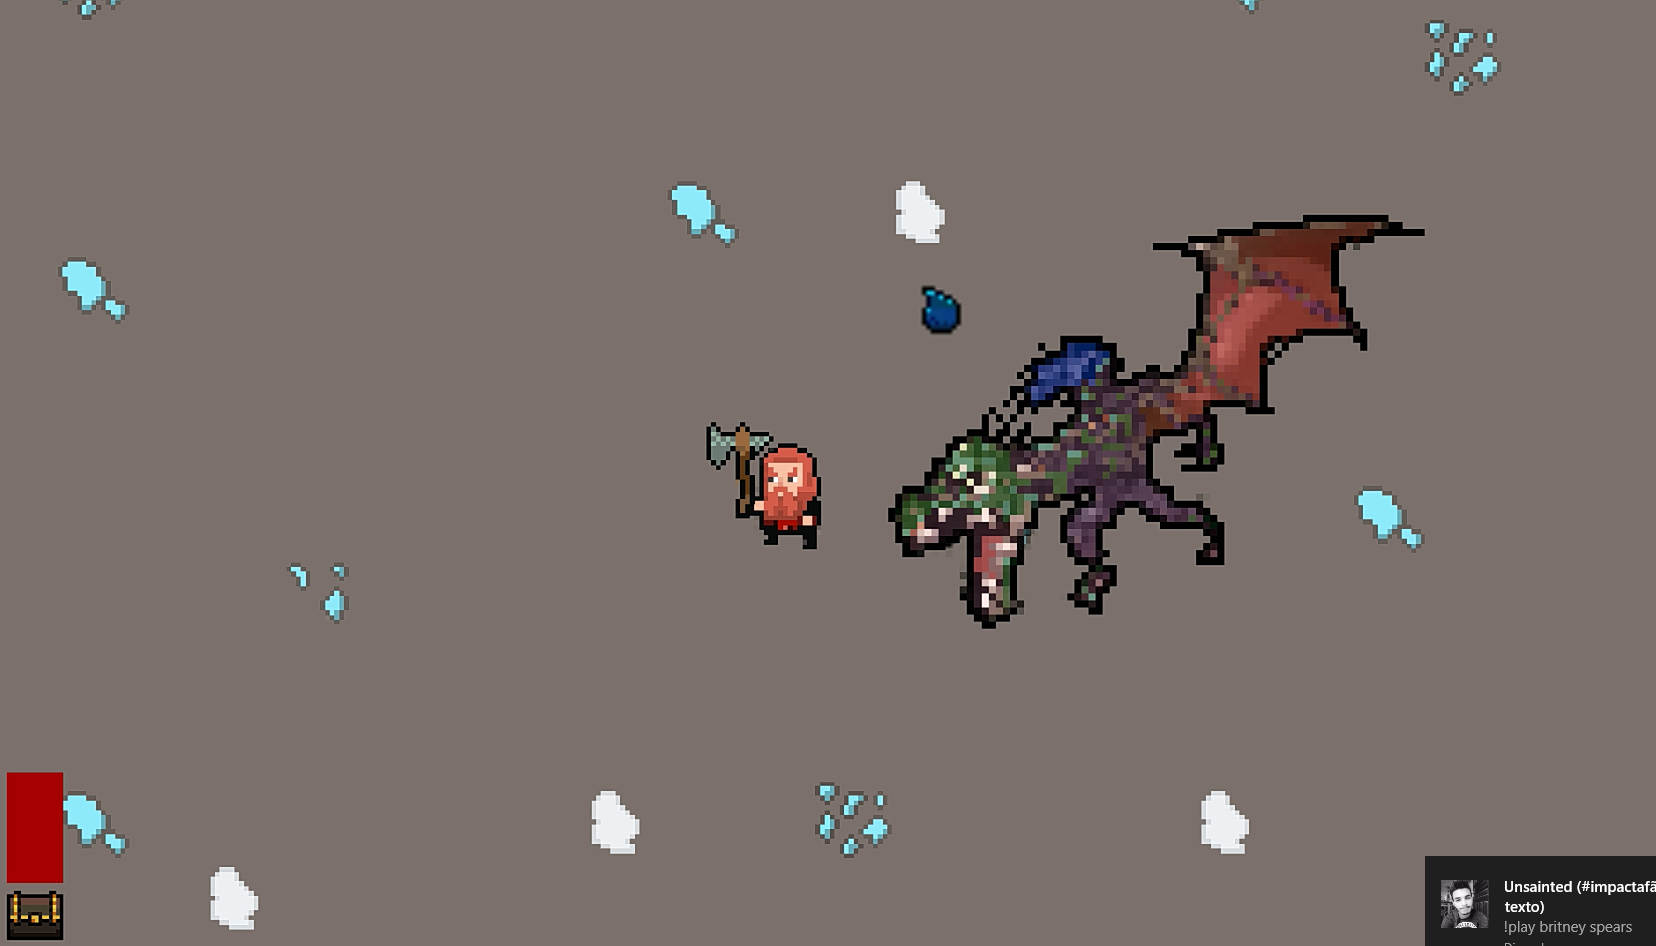 Unsainted (#impactafã
texto)
!play britney spears